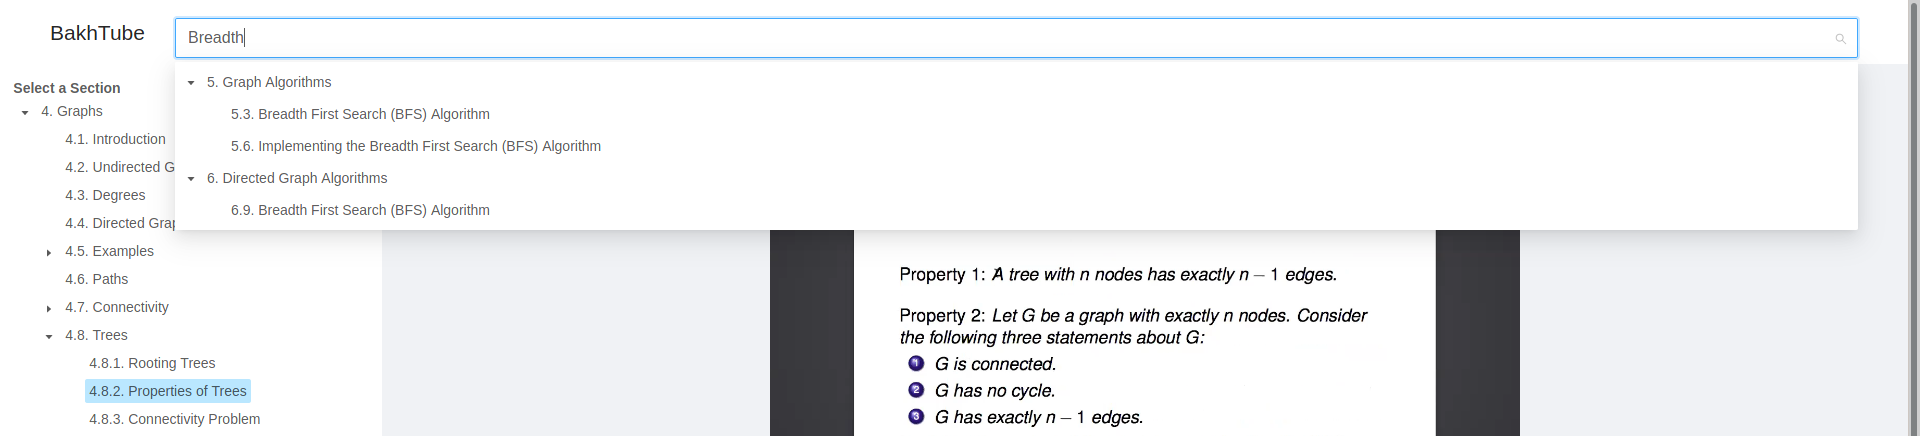 BakhTube
Breadth
5. Graph Algorithms
5.3. Breadth First Search (BFS) Algorithm
5.6. Implementing the Breadth First Search (BFS) Algorithm
6. Directed Graph Algorithms
6.9. Breadth First Search (BFS) Algorithm
Select a Section
4. Graphs
4.1. Introduction
4.2. Undirected G
4.3. Degrees
4.4. Directed Grap
4.5. Examples
4.6. Paths
4.7. Connectivity
4.8. Trees
4.8.1. Rooting Trees
4.8.2. Properties of Trees
4.8.3. Connectivity Problem
Property 1: A tree with n nodes has exactly n − 1 edges.
Property 2: Let G be a graph with exactly n nodes. Consider
the following three statements about G:
1 G is connected.
2 G has no cycle.
3 G has exactly n − 1 edges.